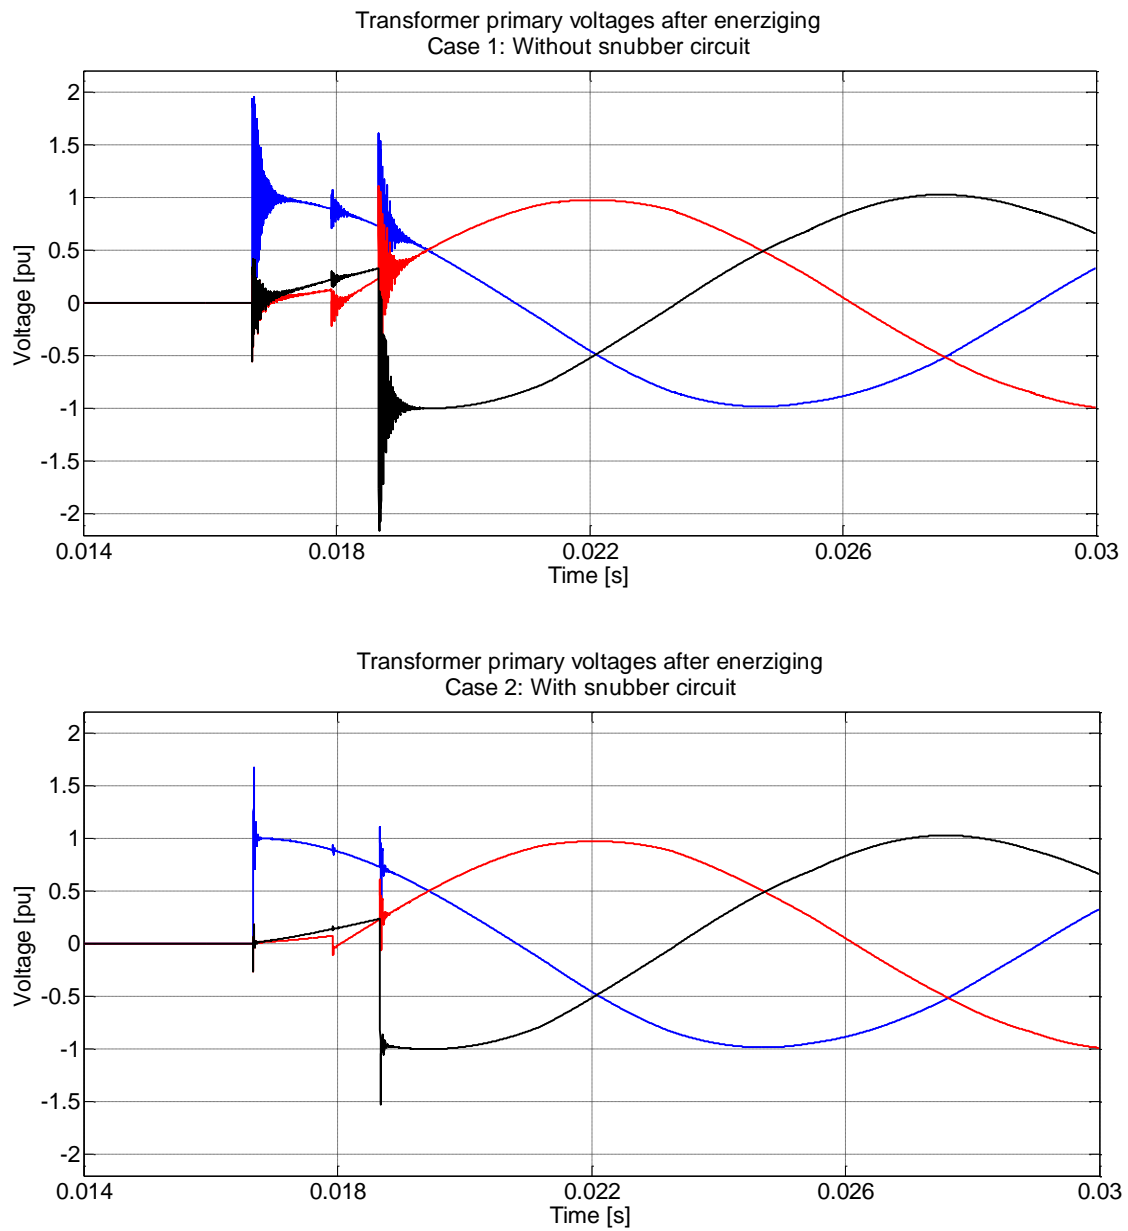 Transformer primary voltages after enerziging
Case 1: Without snubber circuit
2
1.5
1
0.5
0
-0.5
-1
-1.5
-2
Voltage [pu]
0.014 0.018 0.022 0.026 0.03
Time [s]
Transformer primary voltages after enerziging
Case 2: With snubber circuit
2
1.5
1
0.5
0
-0.5
-1
-1.5
-2
Voltage [pu]
0.014 0.018 0.022 0.026 0.03
Time [s]